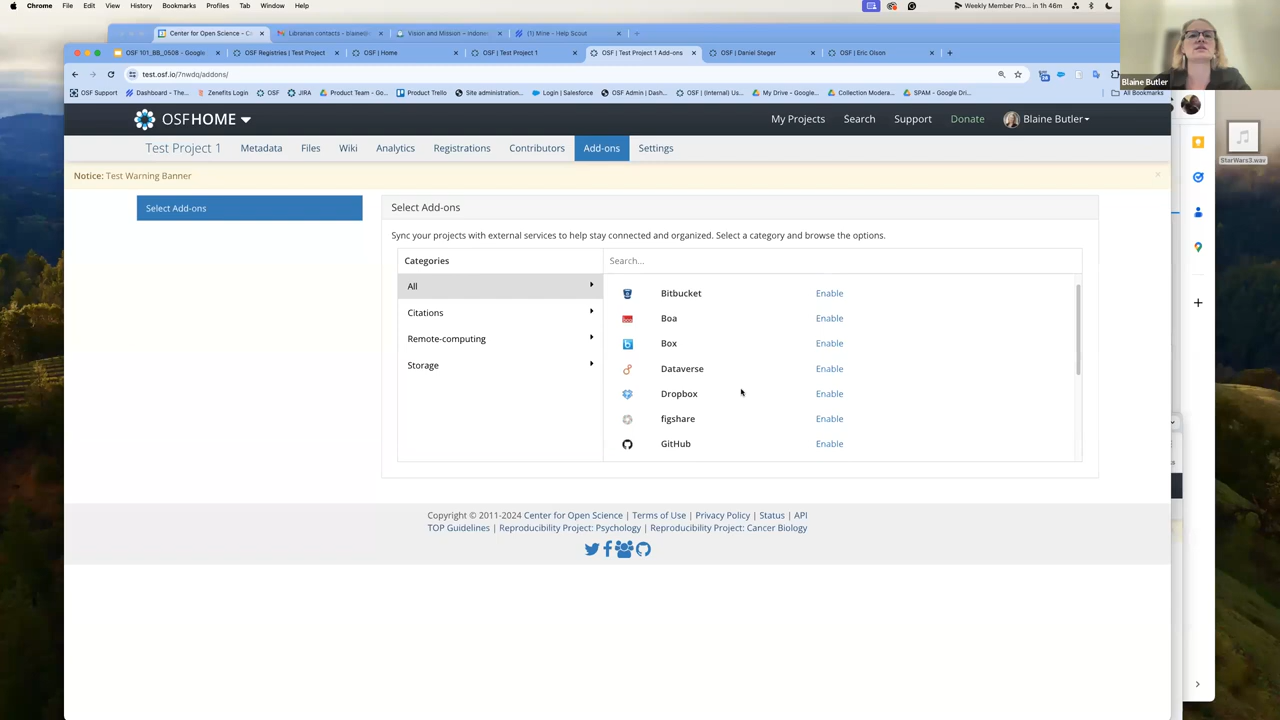 Chrome File Edit View History Bookmarks Profiles Tab Window Help Weekly Member Pro... in 1h 46m
Center for Open Science - C Librarians contacts - blaine@ Vision and Mission – indone (1) Mine - Help Scout
OSF 101_BB_0508 - Google OSF Registries | Test Project OSF | Home OSF | Test Project 1 OSF | Test Project 1 Add-ons OSF | Daniel Steger OSF | Eric Olson
test.osf.io/7nwdq/addons/
OSF Support Dashboard - The... Zenefits Login OSF JIRA Product Team - Go... Product Trello Site administration... Login | Salesforce OSF Admin | Dash... OSF | (Internal) Us... My Drive - Google... Collection Modera... SPAM - Google Dri... All Bookmarks
Blaine Butler
OSFHOME My Projects Search Support Donate Blaine Butler
Test Project 1 Metadata Files Wiki Analytics Registrations Contributors Add-ons Settings
StarWars3.wav
Notice: Test Warning Banner ×
Select Add-ons
Select Add-ons
Sync your projects with external services to help stay connected and organized. Select a category and browse the options.
Categories
Search...
All
Citations
Remote-computing
Storage
Bitbucket Enable
Boa Enable
Box Enable
Dataverse Enable
Dropbox Enable
figshare Enable
GitHub Enable
Copyright © 2011-2024 Center for Open Science | Terms of Use | Privacy Policy | Status | API
TOP Guidelines | Reproducibility Project: Psychology | Reproducibility Project: Cancer Biology